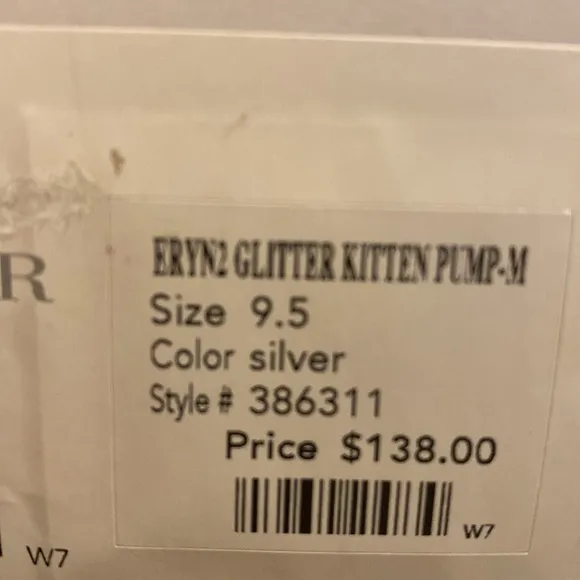 R
ERYN2 GLITTER KITTEN PUMP-M
Size 9.5
Color silver
Style # 386311
Price $138.00
W7
W7